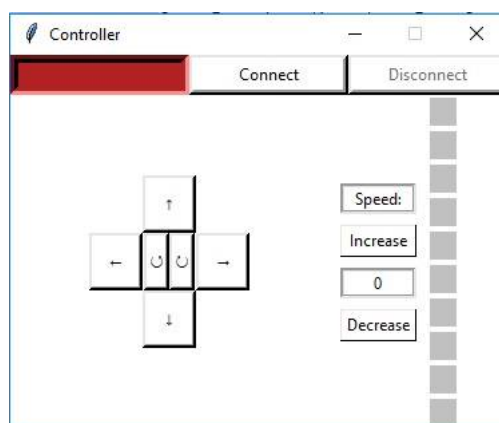 Controller
Connect Disconnect
↑
Speed:
← ↺ ↻ →
Increase
0
↓
Decrease